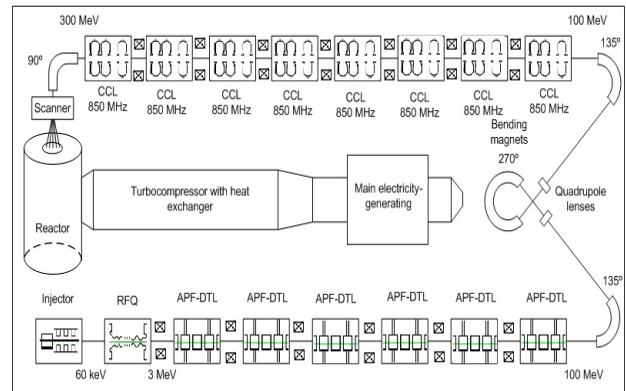 300 MeV
100 MeV
90º
135º
CCL
850 MHz
CCL
850 MHz
CCL
850 MHz
CCL
850 MHz
CCL
850 MHz
CCL
850 MHz
CCL
850 MHz
CCL
850 MHz
Scanner
Bending
magnets
270º
Turbocompressor with heat
exchanger
Main electricity-
generating
Quadrupole
lenses
Reactor
135º
Injector
RFQ
APF-DTL
APF-DTL
APF-DTL
APF-DTL
APF-DTL
APF-DTL
60 keV
3 MeV
100 MeV